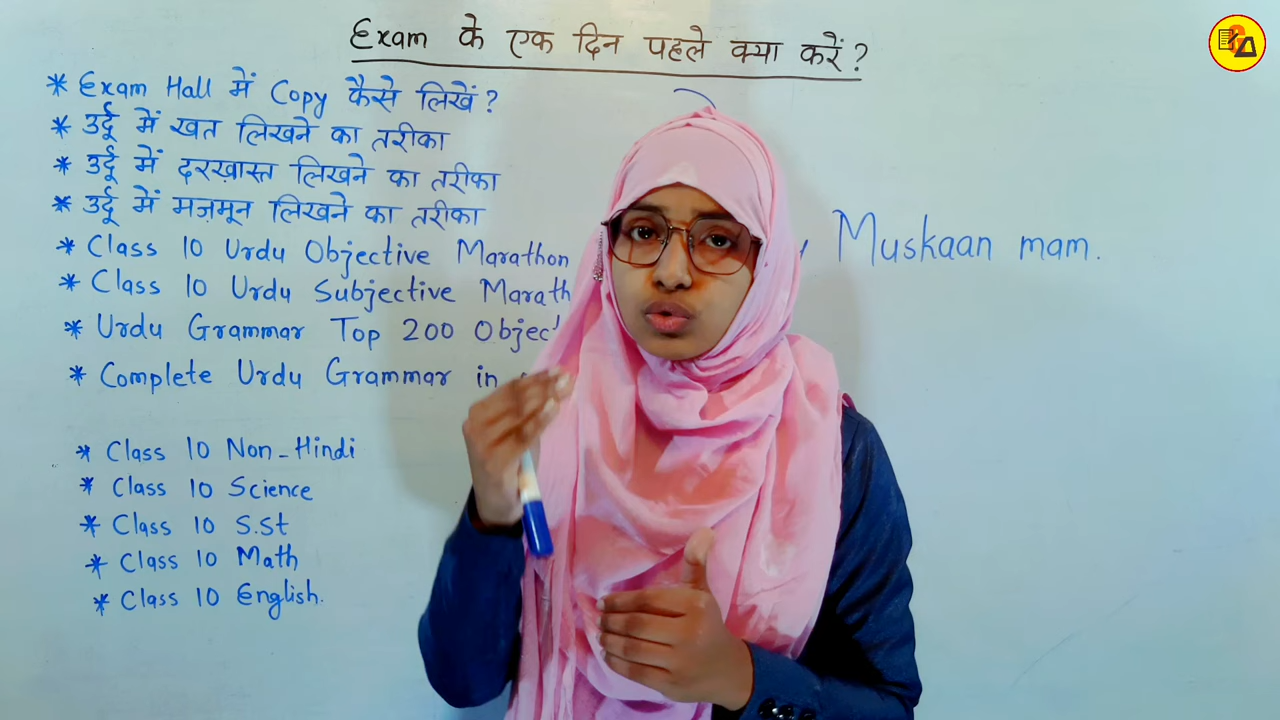 Exam के एक दिन पहले क्या करें?
* Exam Hall में Copy कैसे लिखें?
* उर्दू में खत लिखने का तरीका
* उर्दू में दरख़ास्त लिखने का तरीका
* उर्दू में मज़मून लिखने का तरीका
* Class 10 Urdu Objective Marathon
Muskaan mam.
* Class 10 Urdu Subjective Marath
* Urdu Grammar Top 200 Object
* Complete Urdu Grammar in
* Class 10 Non-Hindi
* Class 10 Science
* Class 10 S.St
* Class 10 Math
* Class 10 English.